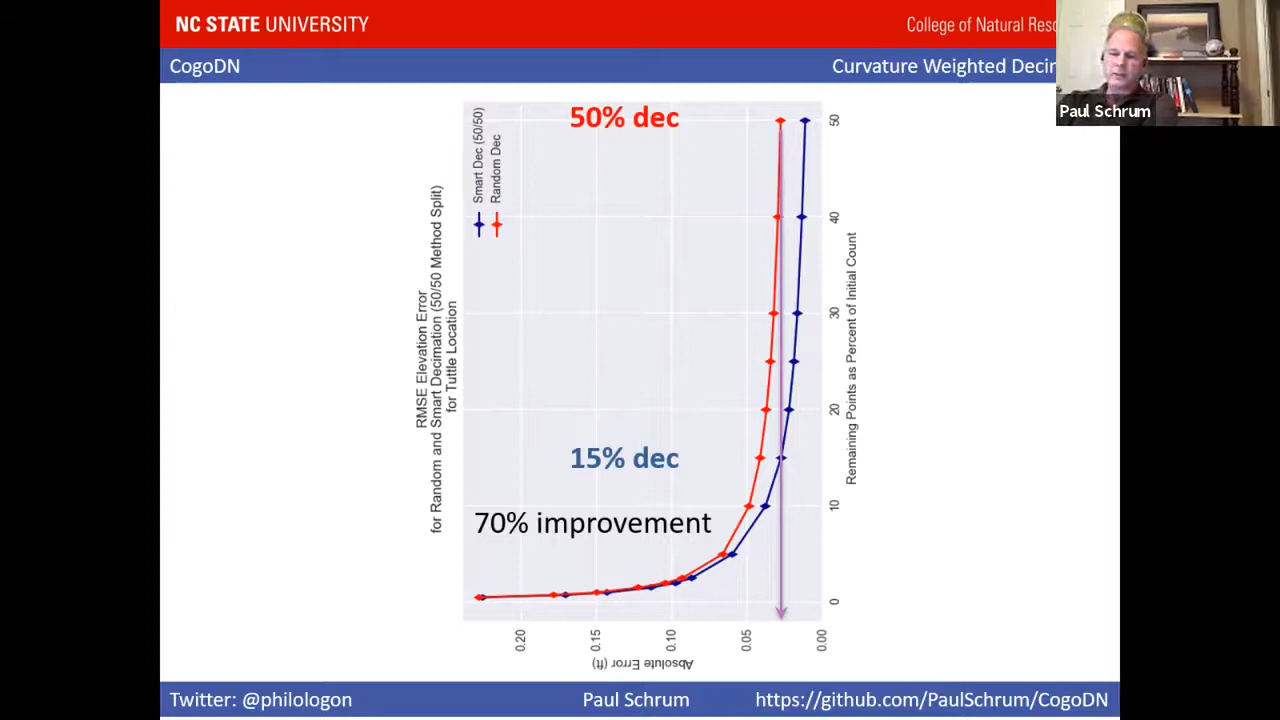 NC STATE UNIVERSITY
College of Natural Reso
CogoDN
Curvature Weighted Decim
Paul Schrum
RMSE Elevation Error
for Random and Smart Decimation (50/50 Method Split)
for Tuttle Location
Smart Dec (50/50)
Random Dec
50% dec
15% dec
70% improvement
50
40
30
20
10
0
Remaining Points as Percent of Initial Count
0.20
0.15
0.10
0.05
0.00
Absolute Error (ft)
Twitter: @philologon
Paul Schrum
https://github.com/PaulSchrum/CogoDN